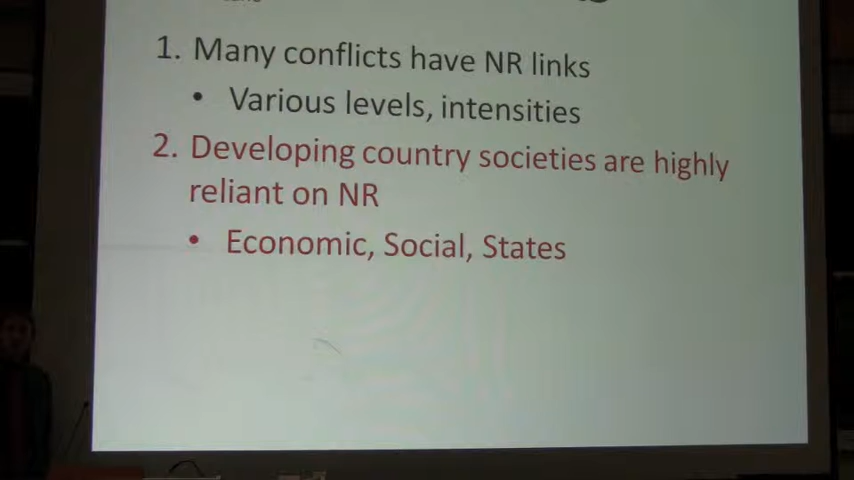 1. Many conflicts have NR links
• Various levels, intensities
2. Developing country societies are highly
reliant on NR
• Economic, Social, States